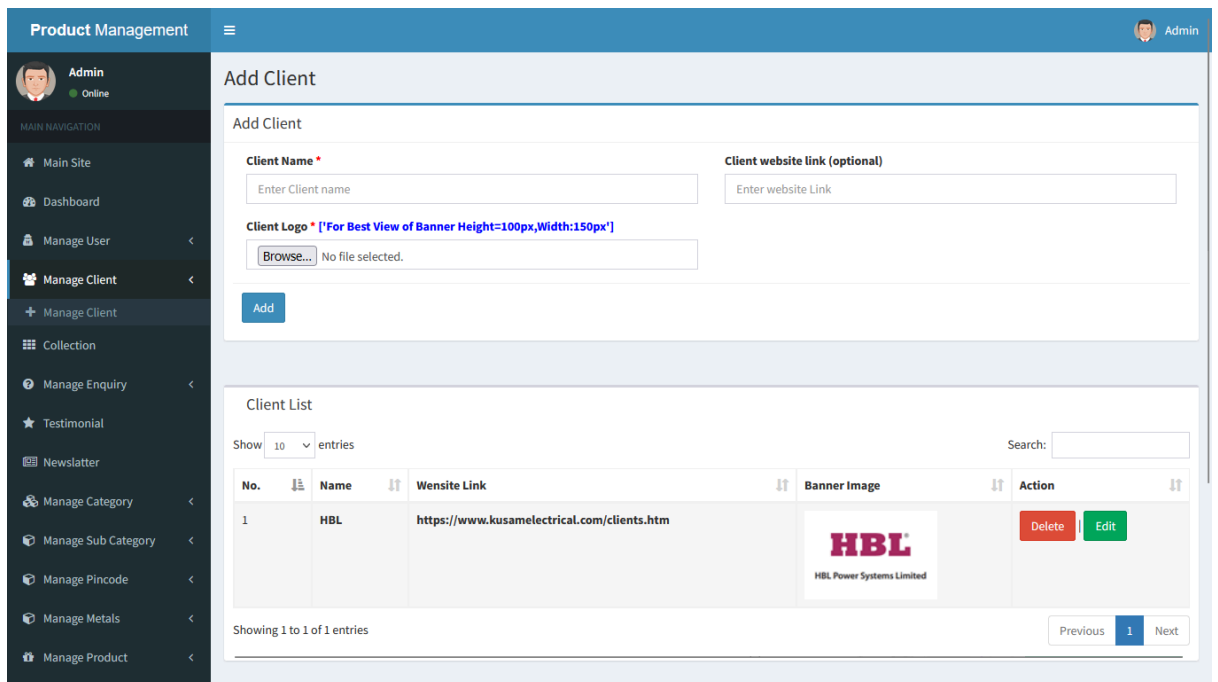 Product Management
Admin
Admin
Online
MAIN NAVIGATION
Main Site
Dashboard
Manage User
Manage Client
Manage Client
Collection
Manage Enquiry
Testimonial
Newslatter
Manage Category
Manage Sub Category
Manage Pincode
Manage Metals
Manage Product
Add Client
Add Client
Client Name * Client website link (optional)
Enter Client name Enter website Link
Client Logo * ['For Best View of Banner Height=100px,Width:150px']
Browse... No file selected.
Add
Client List
Show 10 entries Search:
No. Name Wensite Link Banner Image Action
1 HBL https://www.kusamelectrical.com/clients.htm Delete | Edit
HBL
HBL Power Systems Limited
Showing 1 to 1 of 1 entries Previous 1 Next